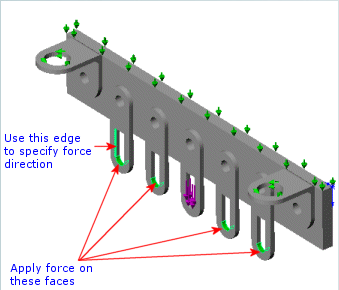 Use this edge
to specify force
direction
Apply force on
these faces